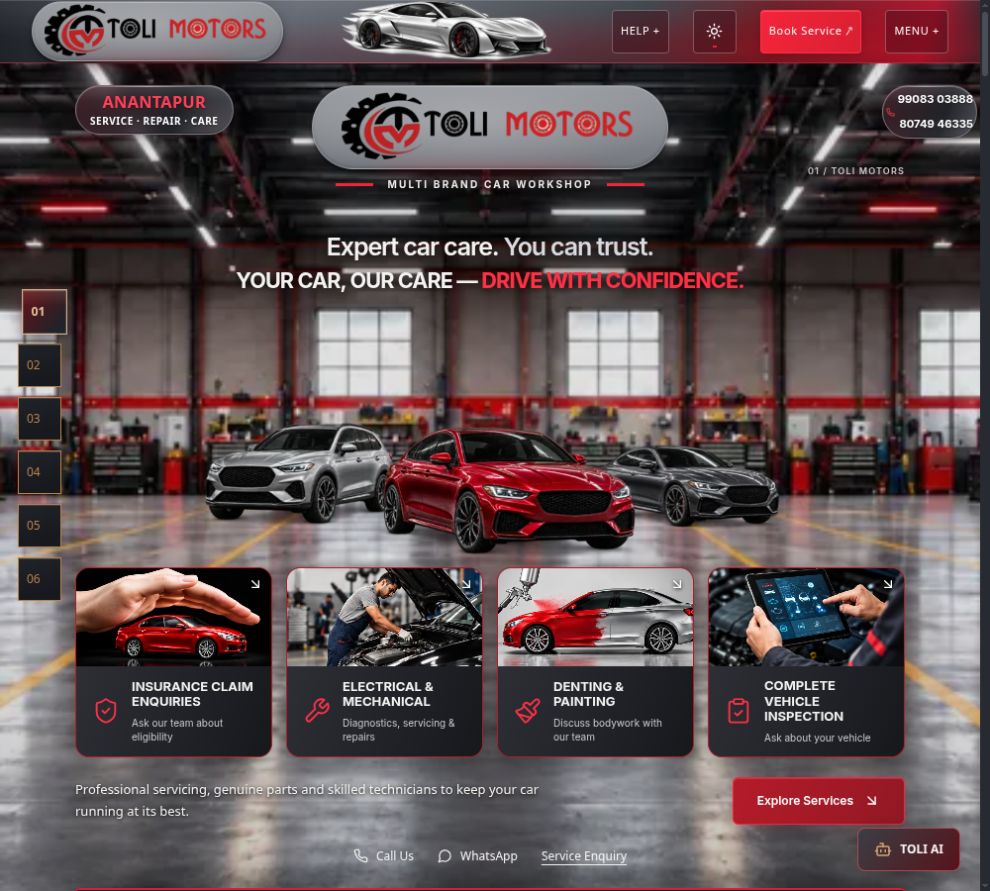 TOLI MOTORS
HELP +
Book Service ↗
MENU +
ANANTAPUR
SERVICE · REPAIR · CARE
TOLI MOTORS
99083 03888
80749 46335
01 / TOLI MOTORS
MULTI BRAND CAR WORKSHOP
Expert car care. You can trust.
YOUR CAR, OUR CARE — DRIVE WITH CONFIDENCE.
01
02
03
04
05
06
INSURANCE CLAIM
ENQUIRIES
Ask our team about
eligibility
ELECTRICAL &
MECHANICAL
Diagnostics, servicing &
repairs
DENTING &
PAINTING
Discuss bodywork with
our team
COMPLETE
VEHICLE
INSPECTION
Ask about your vehicle
Professional servicing, genuine parts and skilled technicians to keep your car
running at its best.
Explore Services
Call Us
WhatsApp
Service Enquiry
TOLI AI